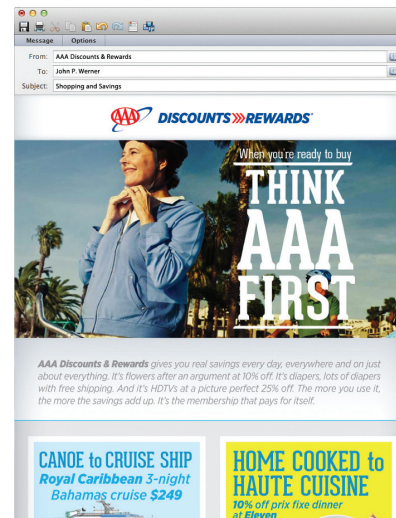 Message Options
From: AAA Discounts & Rewards
To: John P. Werner
Subject: Shopping and Savings
AAA DISCOUNTS»REWARDS
When you're ready to buy
THINK
AAA
FIRST
AAA Discounts & Rewards gives you real savings every day, everywhere and on just
about everything. It's flowers after an argument at 10% off. It's diapers, lots of diapers
with free shipping. And it's HDTVs at a picture perfect 25% off. The more you use it,
the more the savings add up. It's the membership that pays for itself.
CANOE to CRUISE SHIP
Royal Caribbean 3-night
Bahamas cruise $249
HOME COOKED to
HAUTE CUISINE
10% off prix fixe dinner
at Eleven